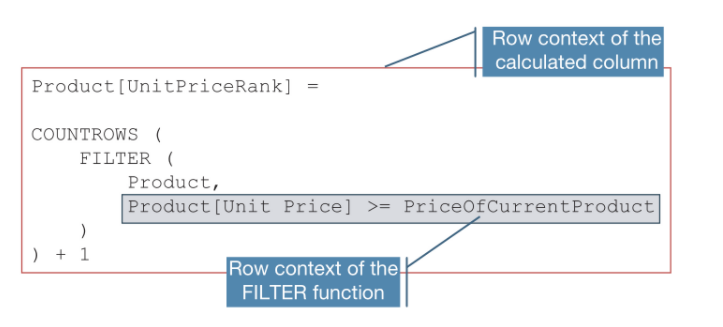 Row context of the
calculated column
Product[UnitPriceRank] =
COUNTROWS (
FILTER (
Product,
Product[Unit Price] >= PriceOfCurrentProduct
)
) + 1
Row context of the
FILTER function